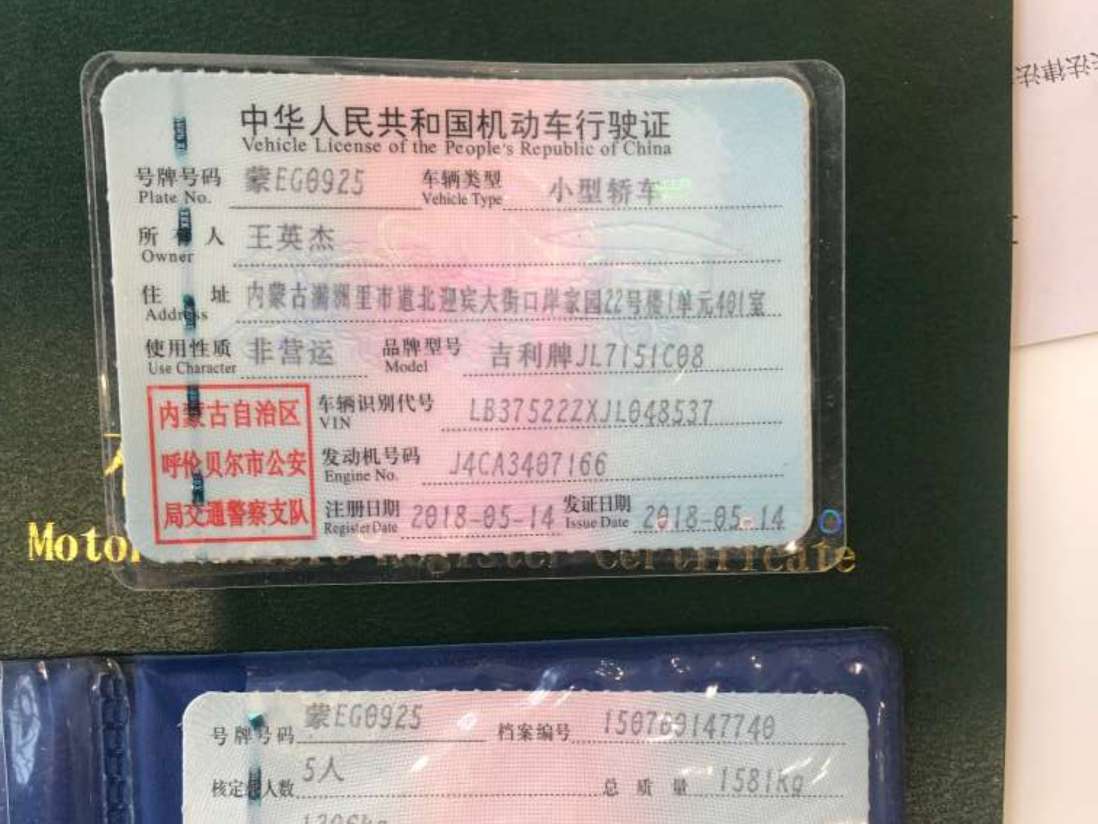 中华人民共和国机动车行驶证
Vehicle License of the People's Republic of China
号牌号码 蒙EG0925 车辆类型 小型轿车
Plate No. Vehicle Type
所有人 王英杰
Owner
住址 内蒙古满洲里市道北迎宾大街口岸家园22号楼1单元401室
Address
使用性质 非营运 品牌型号 吉利牌JL7151C08
Use Character Model
内蒙古自治区
呼伦贝尔市公安
局交通警察支队
车辆识别代号 LB37522ZXJL048537
VIN
发动机号码 J4CA3407166
Engine No.
注册日期 2018-05-14 发证日期 2018-05-14
Register Date Issue Date
Register Certificate
号牌号码 蒙EG0925 档案编号 150769147740
核定载人数 5人 总质量 1581Kg
法律法